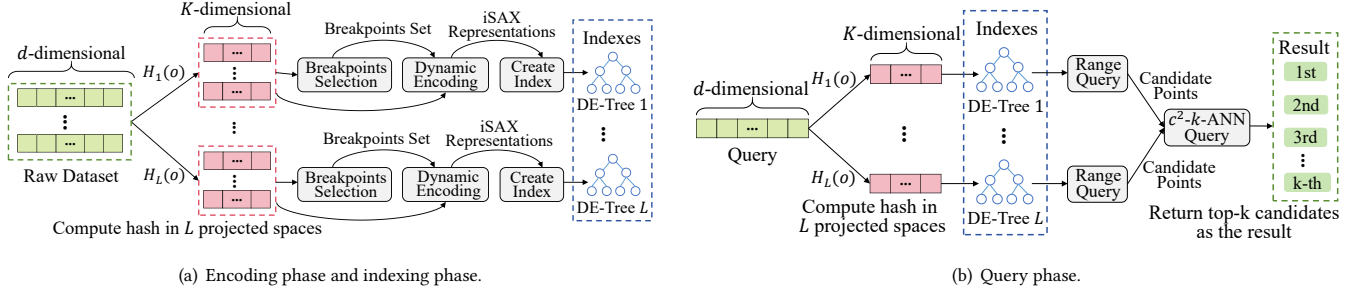 K-dimensional
d-dimensional
...
H₁(o)
H_L(o)
Raw Dataset
Compute hash in L projected spaces
Breakpoints Set
iSAX
Representations
Breakpoints
Selection
Dynamic
Encoding
Create
Index
Breakpoints Set
iSAX
Representations
Breakpoints
Selection
Dynamic
Encoding
Create
Index
Indexes
DE-Tree 1
DE-Tree L
(a) Encoding phase and indexing phase.
d-dimensional
Query
K-dimensional
H₁(o)
H_L(o)
Compute hash in
L projected spaces
Indexes
DE-Tree 1
DE-Tree L
Range
Query
Range
Query
Candidate
Points
c²-k-ANN
Query
Candidate
Points
Result
1st
2nd
3rd
k-th
Return top-k candidates
as the result
(b) Query phase.